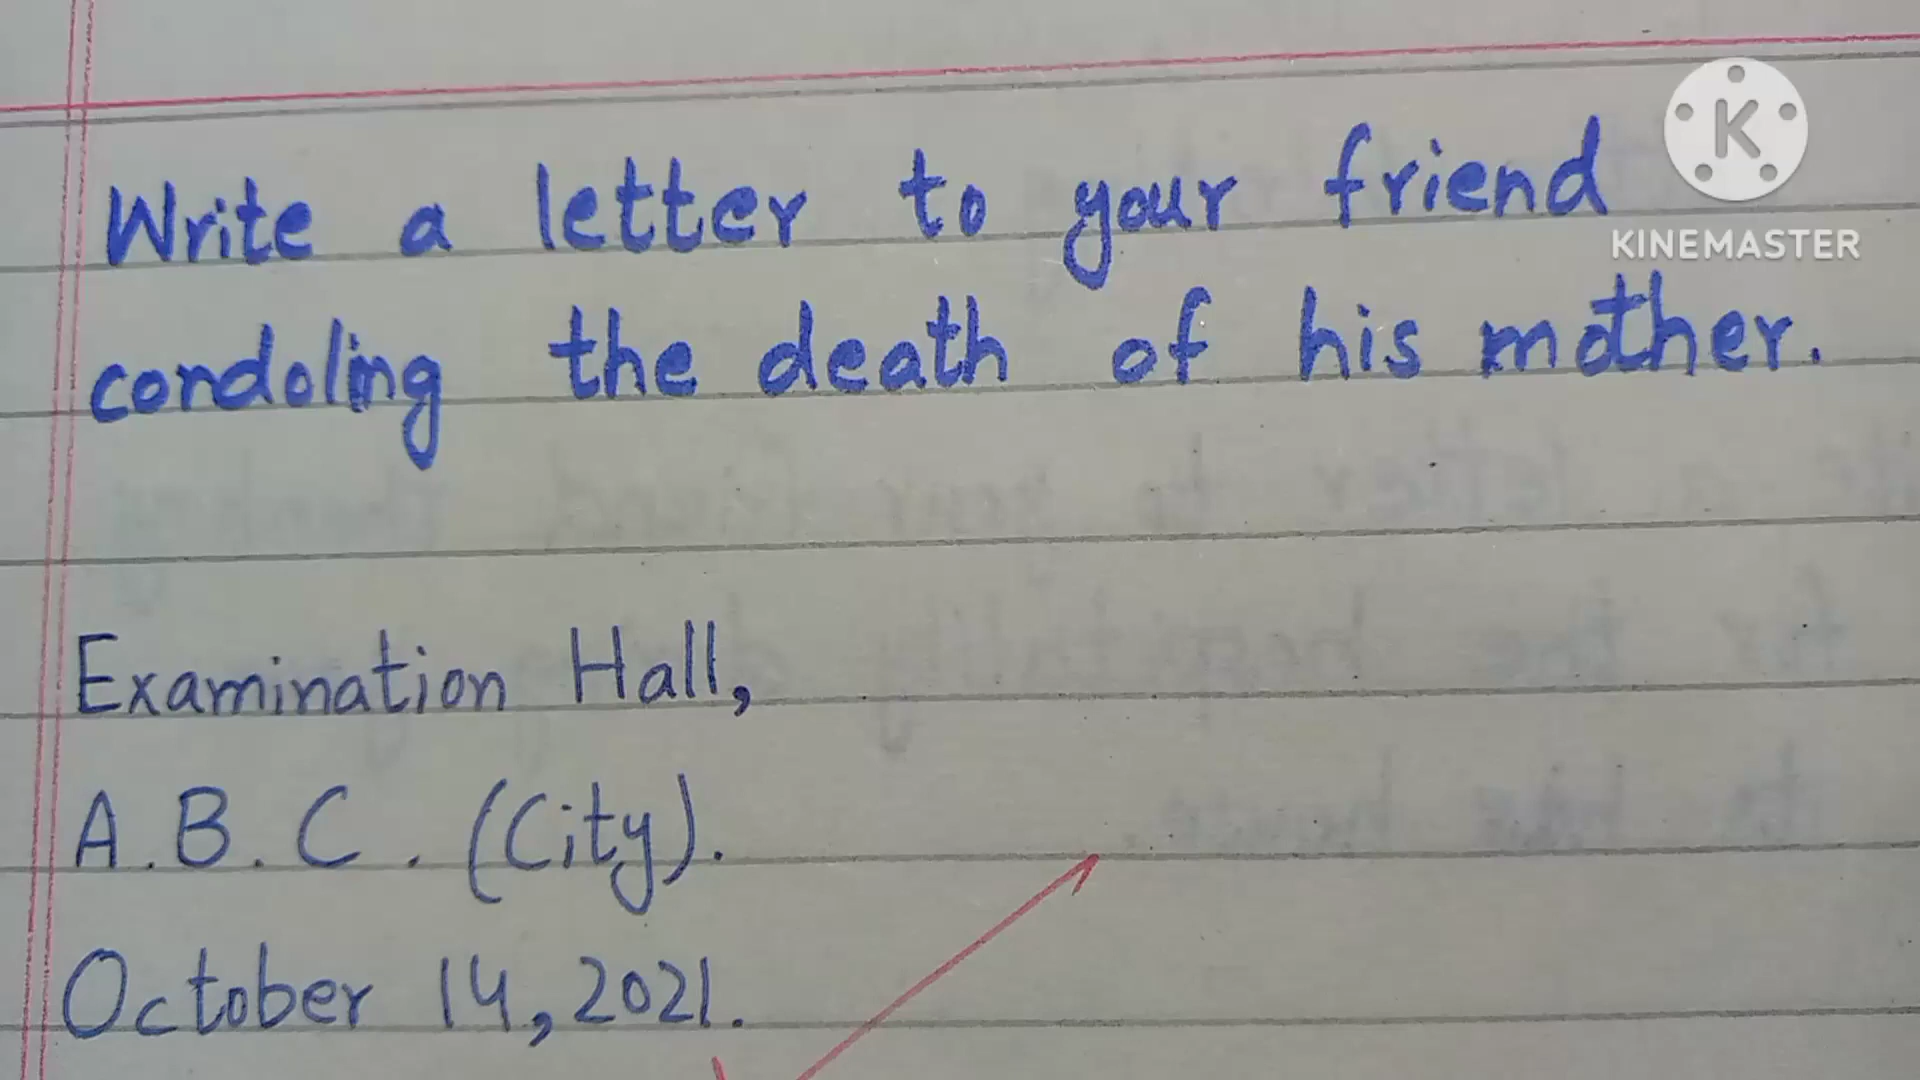 Write a letter to your friend
K
KINEMASTER
condoling the death of his mother.
Examination Hall,
A.B.C. (City).
October 14, 2021.